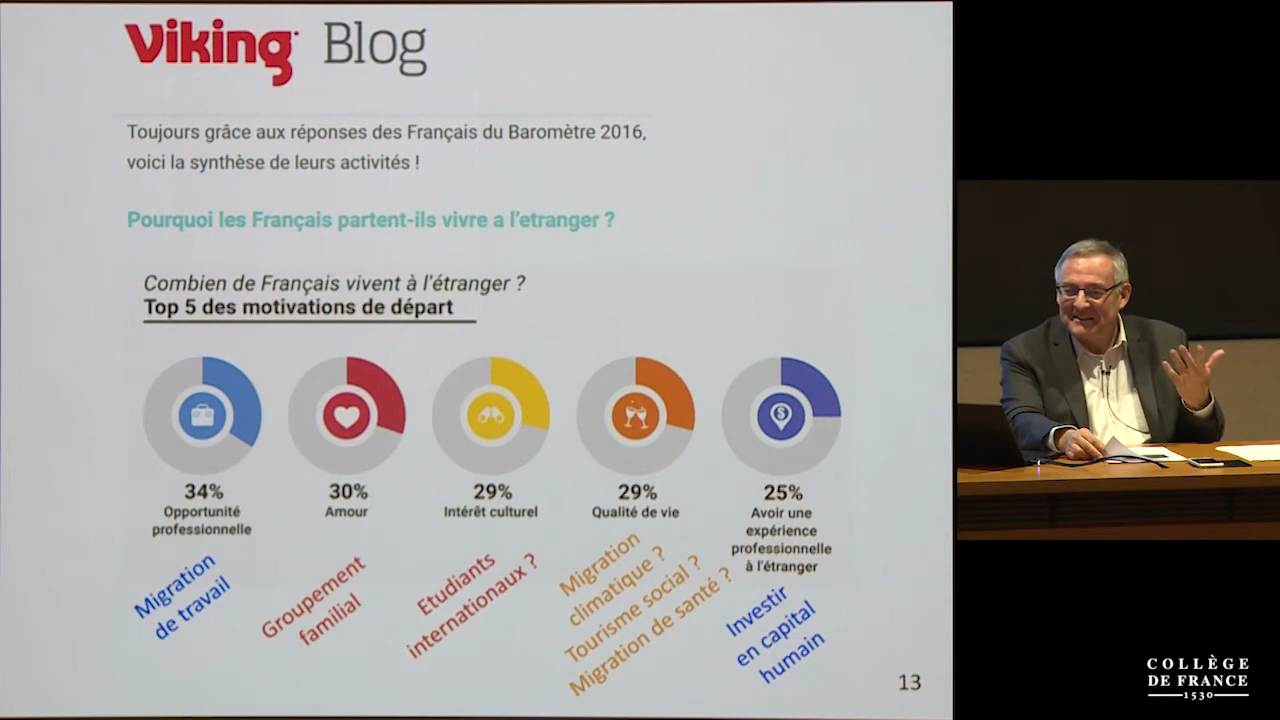 Viking Blog
Toujours grâce aux réponses des Français du Baromètre 2016,
voici la synthèse de leurs activités !
Pourquoi les Français partent-ils vivre a l'etranger ?
Combien de Français vivent à l'étranger ?
Top 5 des motivations de départ
34%
Opportunité
professionnelle
30%
Amour
29%
Intérêt culturel
29%
Qualité de vie
25%
Avoir une
expérience
professionnelle
à l'étranger
Migration
de travail
Groupement
familial
Etudiants
internationaux ?
Migration
climatique ?
Tourisme social ?
Migration de santé ?
Investir
en capital
humain
13
COLLÈGE
DE FRANCE
1530